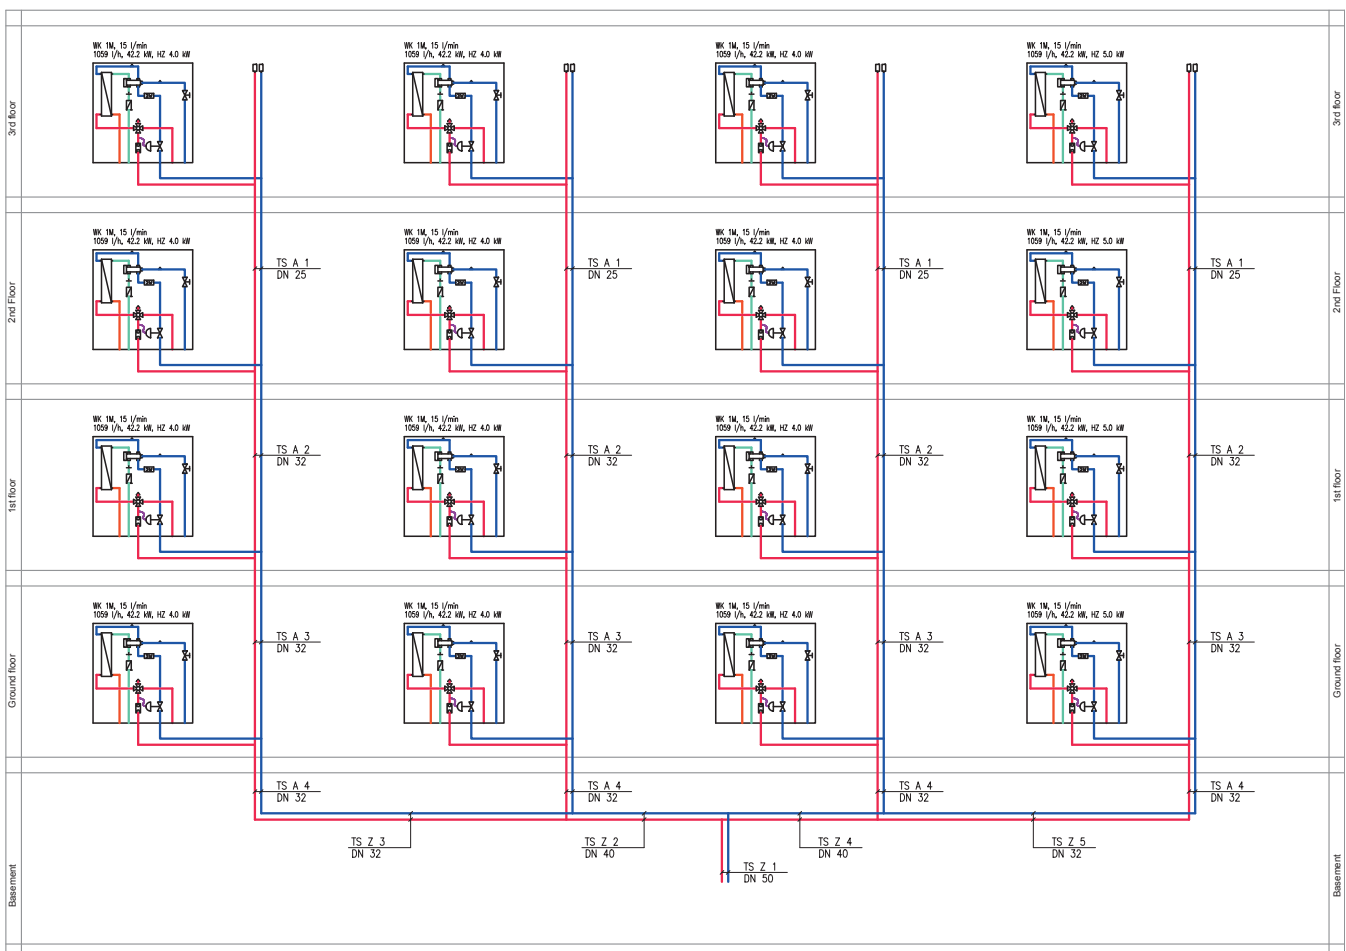 WK 1M, 15 l/min
1059 l/h, 42.2 kW, HZ 4.0 kW
WK 1M, 15 l/min
1059 l/h, 42.2 kW, HZ 4.0 kW
WK 1M, 15 l/min
1059 l/h, 42.2 kW, HZ 4.0 kW
WK 1M, 15 l/min
1059 l/h, 42.2 kW, HZ 5.0 kW
3rd floor
3rd floor
WK 1M, 15 l/min
1059 l/h, 42.2 kW, HZ 4.0 kW
WK 1M, 15 l/min
1059 l/h, 42.2 kW, HZ 4.0 kW
WK 1M, 15 l/min
1059 l/h, 42.2 kW, HZ 4.0 kW
WK 1M, 15 l/min
1059 l/h, 42.2 kW, HZ 5.0 kW
TS A 1
DN 25
TS A 1
DN 25
TS A 1
DN 25
TS A 1
DN 25
2nd Floor
2nd Floor
WK 1M, 15 l/min
1059 l/h, 42.2 kW, HZ 4.0 kW
WK 1M, 15 l/min
1059 l/h, 42.2 kW, HZ 4.0 kW
WK 1M, 15 l/min
1059 l/h, 42.2 kW, HZ 4.0 kW
WK 1M, 15 l/min
1059 l/h, 42.2 kW, HZ 5.0 kW
TS A 2
DN 32
TS A 2
DN 32
TS A 2
DN 32
TS A 2
DN 32
1st floor
1st floor
WK 1M, 15 l/min
1059 l/h, 42.2 kW, HZ 4.0 kW
WK 1M, 15 l/min
1059 l/h, 42.2 kW, HZ 4.0 kW
WK 1M, 15 l/min
1059 l/h, 42.2 kW, HZ 4.0 kW
WK 1M, 15 l/min
1059 l/h, 42.2 kW, HZ 5.0 kW
TS A 3
DN 32
TS A 3
DN 32
TS A 3
DN 32
TS A 3
DN 32
Ground floor
Ground floor
TS A 4
DN 32
TS A 4
DN 32
TS A 4
DN 32
TS A 4
DN 32
TS Z 3
DN 32
TS Z 2
DN 40
TS Z 4
DN 40
TS Z 5
DN 32
TS Z 1
DN 50
Basement
Basement